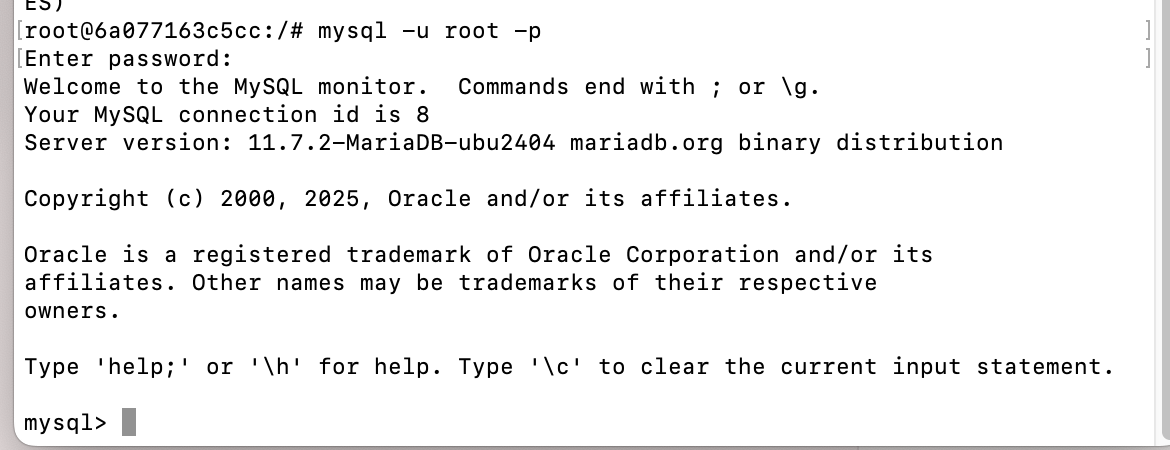 ES)
[root@6a077163c5cc:/# mysql -u root -p ]
[Enter password: ]
Welcome to the MySQL monitor.  Commands end with ; or \g.
Your MySQL connection id is 8
Server version: 11.7.2-MariaDB-ubu2404 mariadb.org binary distribution

Copyright (c) 2000, 2025, Oracle and/or its affiliates.

Oracle is a registered trademark of Oracle Corporation and/or its
affiliates. Other names may be trademarks of their respective
owners.

Type 'help;' or '\h' for help. Type '\c' to clear the current input statement.

mysql>